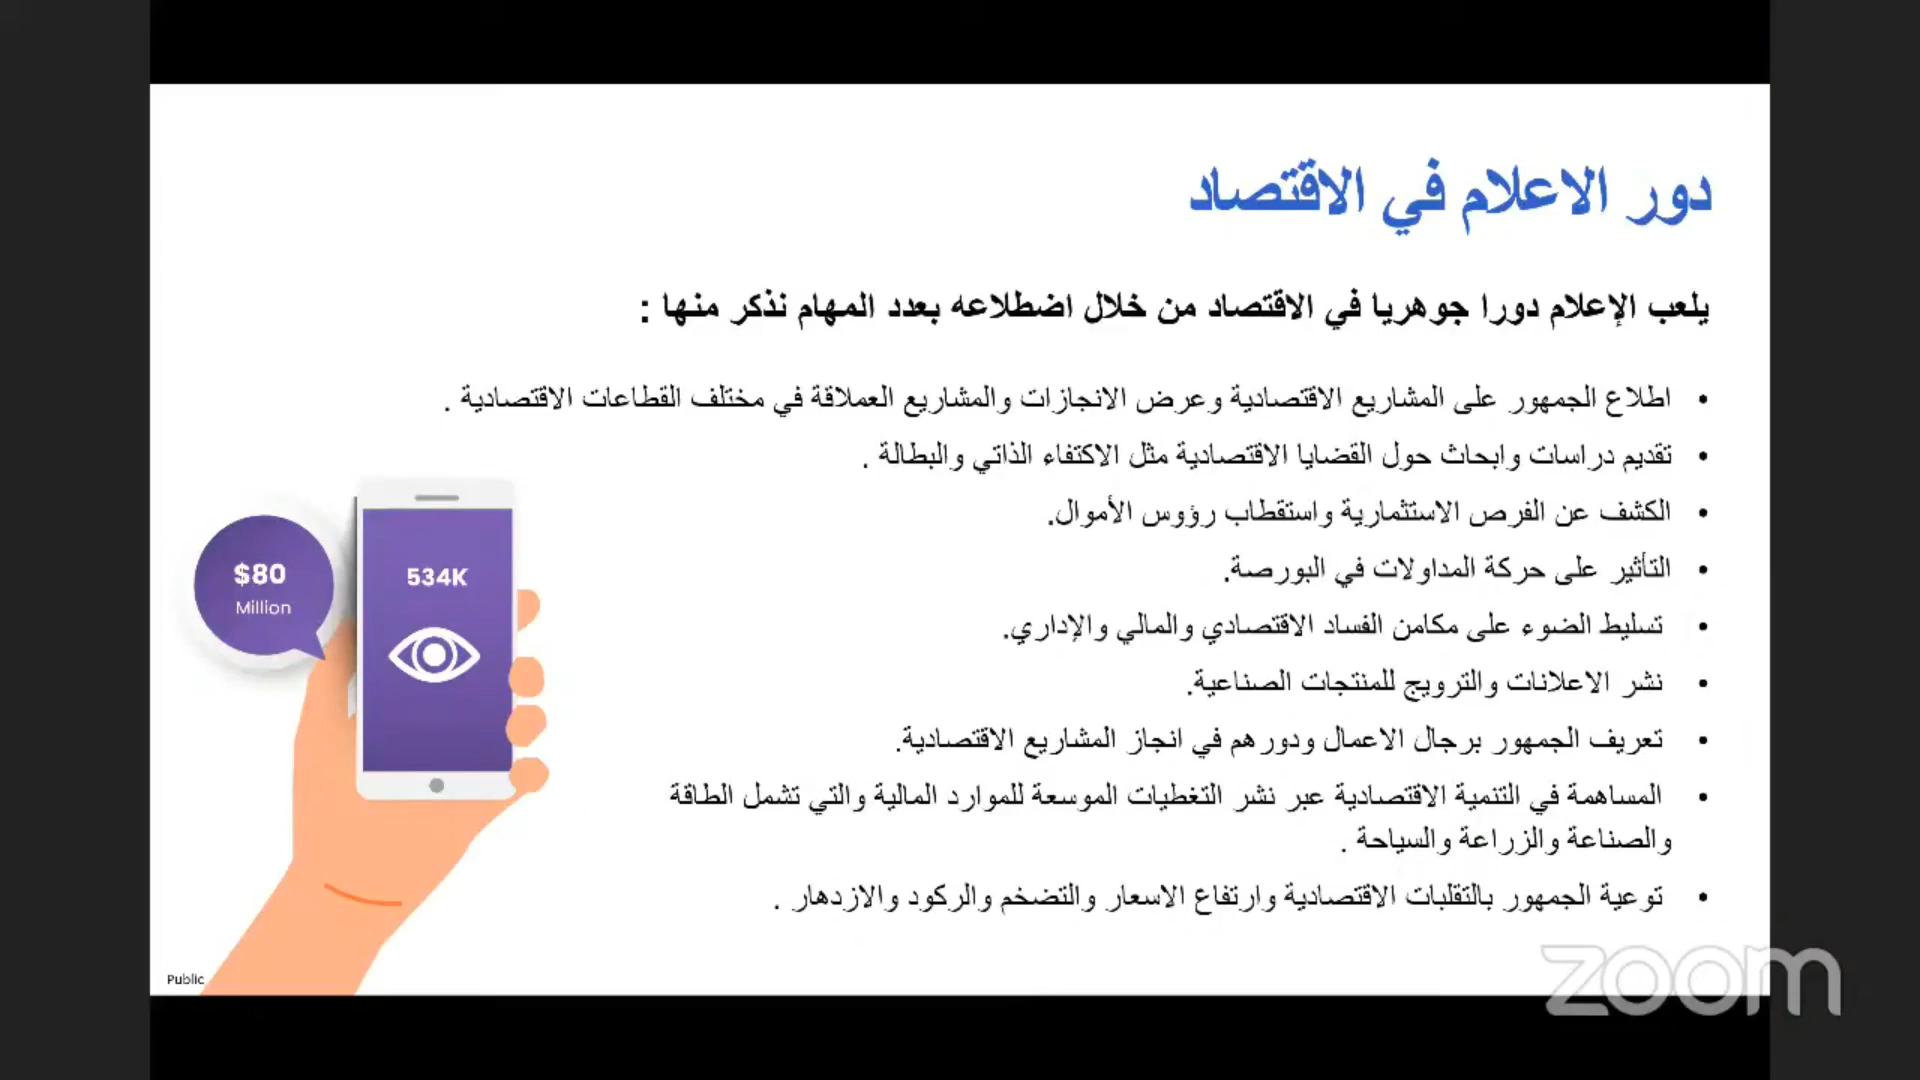 دور الاعلام في الاقتصاد
يلعب الإعلام دورا جوهريا في الاقتصاد من خلال اضطلاعه بعدد المهام نذكر منها :
• اطلاع الجمهور على المشاريع الاقتصادية وعرض الانجازات والمشاريع العملاقة في مختلف القطاعات الاقتصادية .
• تقديم دراسات وابحاث حول القضايا الاقتصادية مثل الاكتفاء الذاتي والبطالة .
• الكشف عن الفرص الاستثمارية واستقطاب رؤوس الأموال.
• التأثير على حركة المداولات في البورصة.
• تسليط الضوء على مكامن الفساد الاقتصادي والمالي والإداري.
• نشر الاعلانات والترويج للمنتجات الصناعية.
• تعريف الجمهور برجال الاعمال ودورهم في انجاز المشاريع الاقتصادية.
• المساهمة في التنمية الاقتصادية عبر نشر التغطيات الموسعة للموارد المالية والتي تشمل الطاقة
والصناعة والزراعة والسياحة .
• توعية الجمهور بالتقلبات الاقتصادية وارتفاع الاسعار والتضخم والركود والازدهار .
$80
Million
534K
Public
zoom